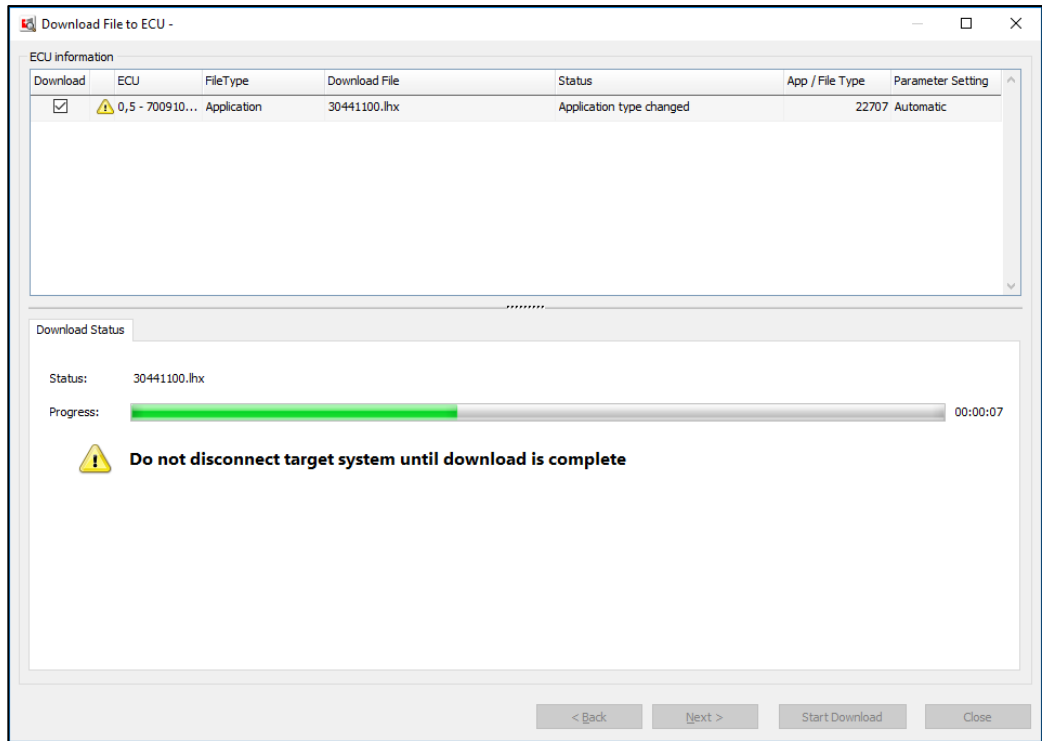 Download File to ECU -
ECU information
Download ECU FileType Download File Status App / File Type Parameter Setting
0,5 - 700910... Application 30441100.lhx Application type changed 22707 Automatic
Download Status
Status: 30441100.lhx
Progress: 00:00:07
Do not disconnect target system until download is complete
< Back Next > Start Download Close